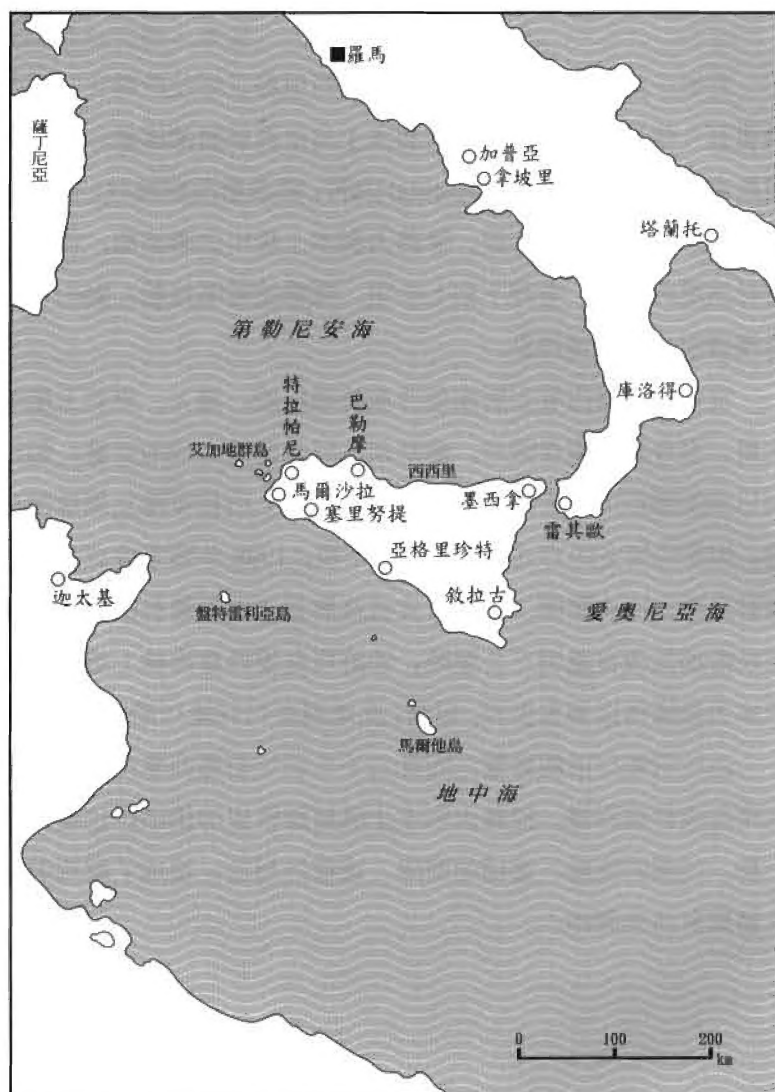 羅馬
薩丁尼亞
加普亞
拿坡里
塔蘭托
第勒尼安海
庫洛得
特拉帕尼
巴勒摩
艾加地群島
西西里
馬爾沙拉
墨西拿
塞里努提
雷其歐
亞格里珍特
迦太基
盤特雷利亞島
敘拉古
愛奧尼亞海
馬爾他島
地中海
0 100 200
km